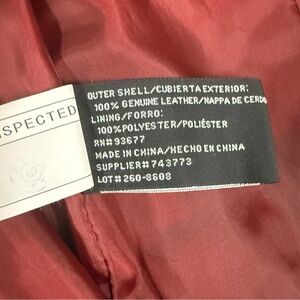 OUTER SHELL/CUBIERTA EXTERIOR:
100% GENUINE LEATHER/NAPPA DE CERDO
LINING/FORRO:
100%POLYESTER/POLIÉSTER
RN#93677
MADE IN CHINA/HECHO EN CHINA
SUPPLIER#743773
LOT#260-8608
NSPECTED